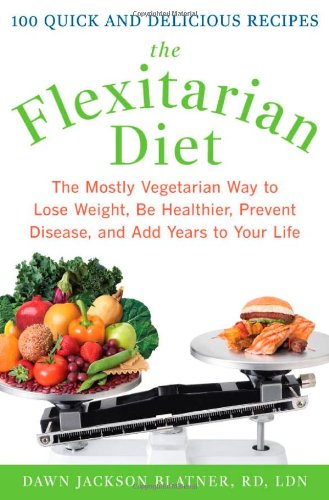 100 QUICK AND DELICIOUS RECIPES
the
Flexitarian
Diet
The Mostly Vegetarian Way to
Lose Weight, Be Healthier, Prevent
Disease, and Add Years to Your Life
DAWN JACKSON BLATNER, RD, LDN